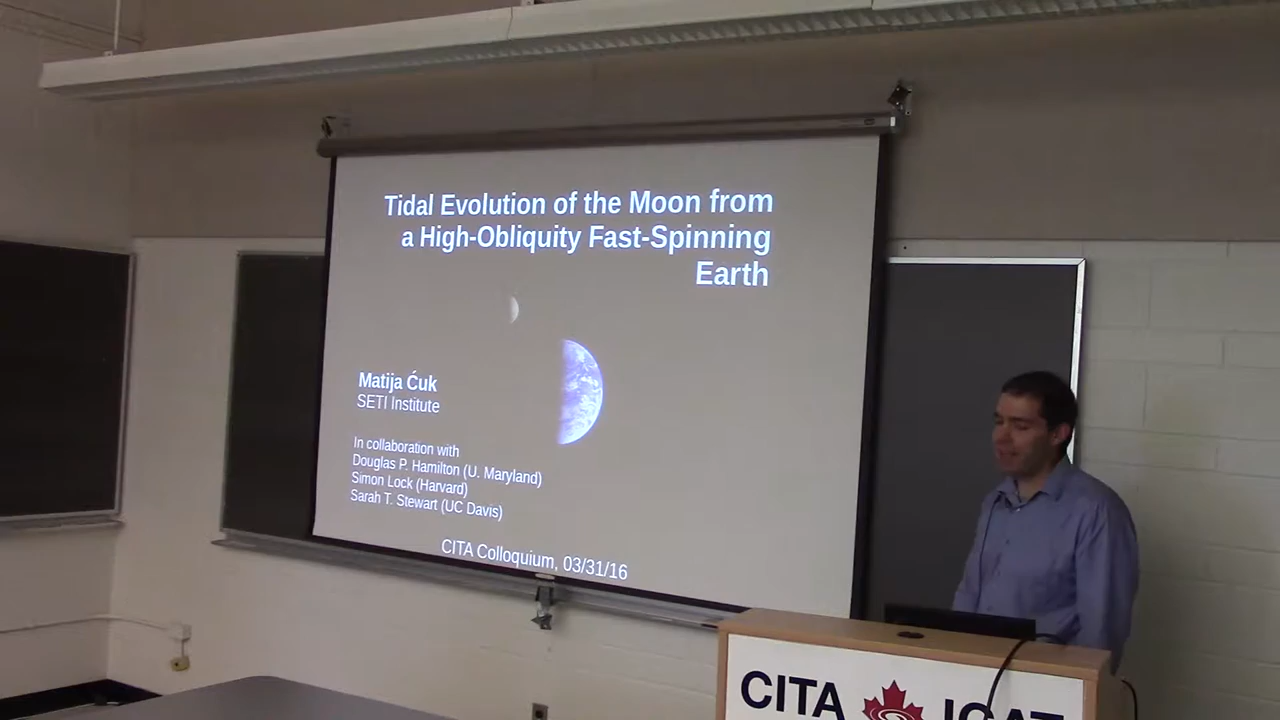 Tidal Evolution of the Moon from
a High-Obliquity Fast-Spinning
Earth
Matija Ćuk
SETI Institute
In collaboration with
Douglas P. Hamilton (U. Maryland)
Simon Lock (Harvard)
Sarah T. Stewart (UC Davis)
CITA Colloquium, 03/31/16
CITA ICAT